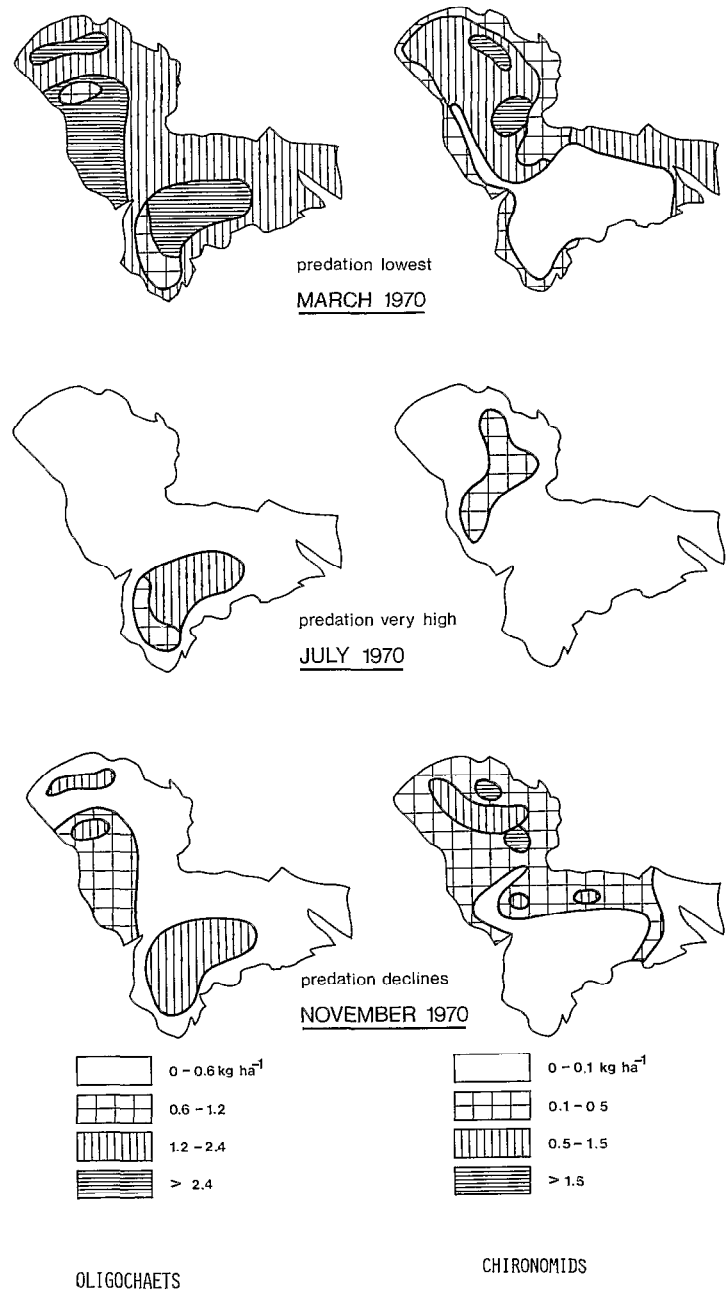 predation lowest
MARCH 1970
predation very high
JULY 1970
predation declines
NOVEMBER 1970
0-0.6 kg ha⁻¹
0.6-1.2
1.2-2.4
> 2.4
OLIGOCHAETS
0-0.1 kg ha⁻¹
0.1-0 5
0.5-1.5
> 1.5
CHIRONOMIDS